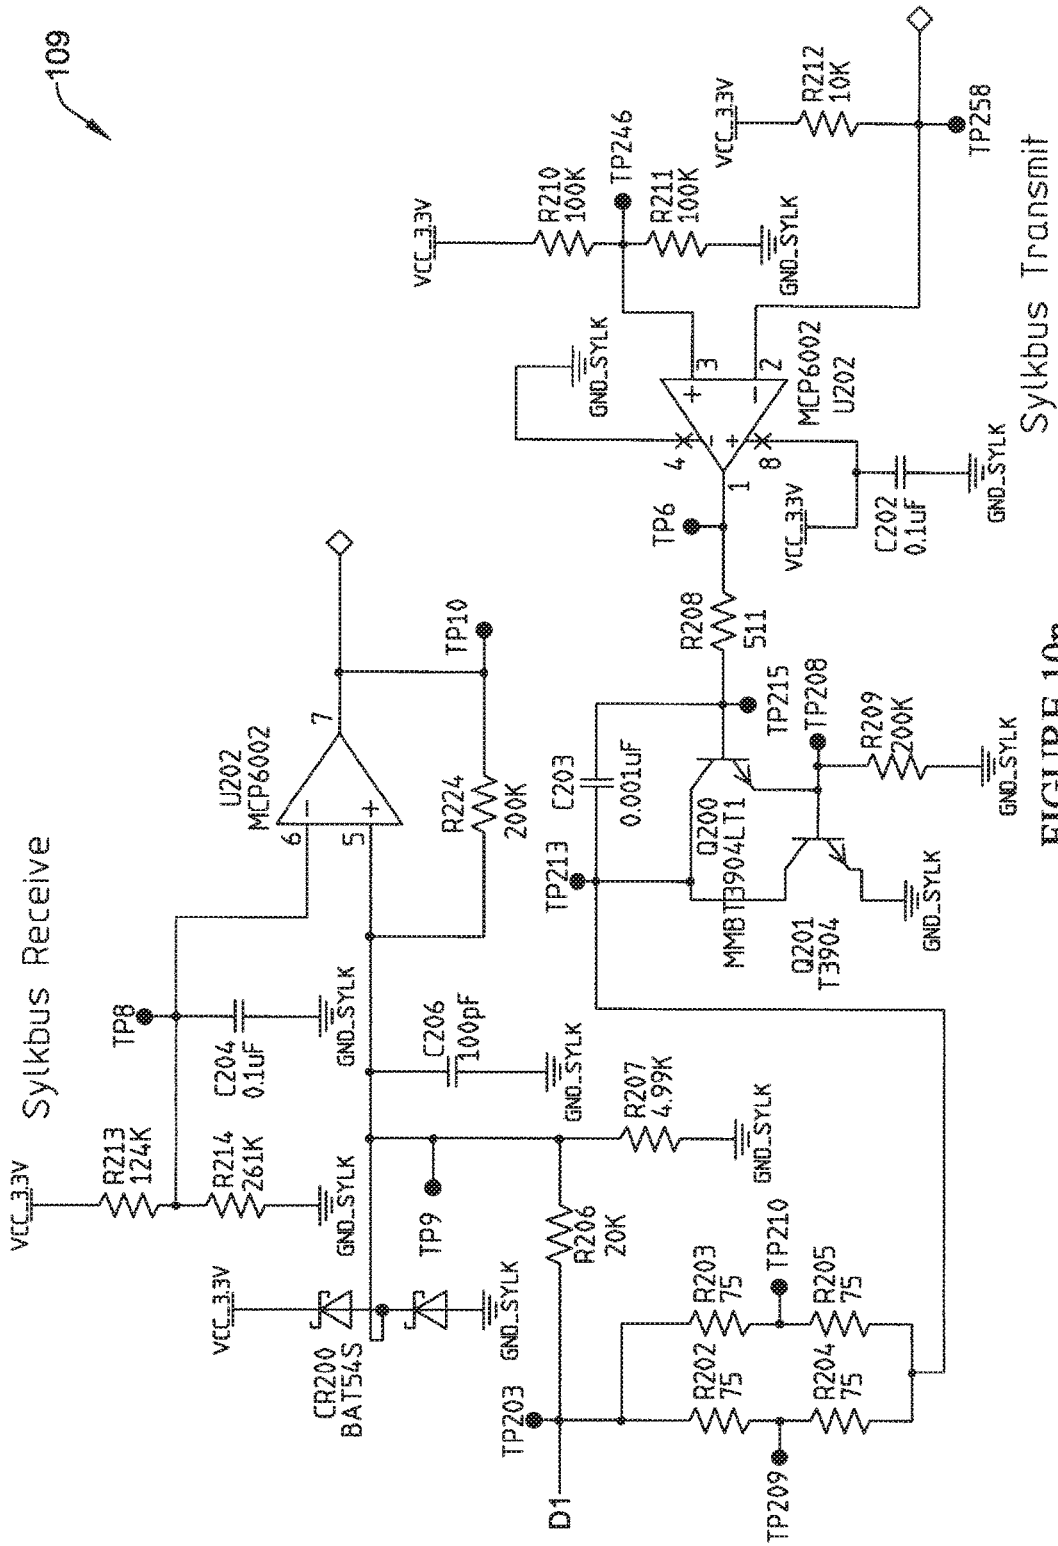 109
Sylkbus Receive
VCC_3.3V
R213
124K
R214
261K
GND_SYLK
TP8
C204
0.1uF
GND_SYLK
U202
MCP6002
6
5
7
R224
200K
TP10
VCC_3.3V
CR200
BAT54S
GND_SYLK
TP9
C206
100pF
GND_SYLK
R207
4.99K
GND_SYLK
R206
20K
D1
TP203
R203
75
R202
75
TP210
TP209
R205
75
R204
75
TP213
C203
0.001uF
Q200
MMBT3904LT1
Q201
T3904
GND_SYLK
TP215
TP208
R209
200K
GND_SYLK
R208
511
TP6
1
4
8
3
2
MCP6002
U202
GND_SYLK
VCC_3.3V
C202
0.1uF
GND_SYLK
VCC_3.3V
R210
100K
TP246
R211
100K
GND_SYLK
VCC_3.3V
R212
10K
TP258
Sylkbus Transmit